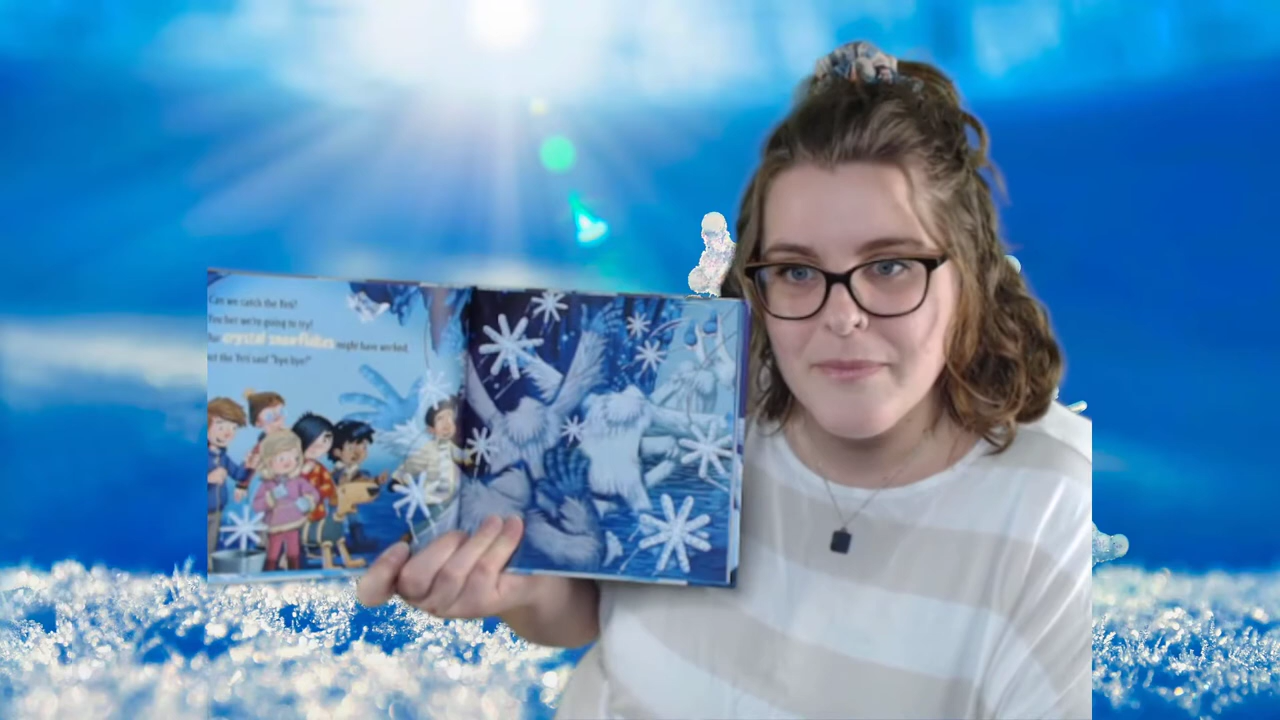 Can we catch the Yeti?
You bet we're going to try!
The crystal snowflakes might have worked,
but the Yeti said "bye-bye!"